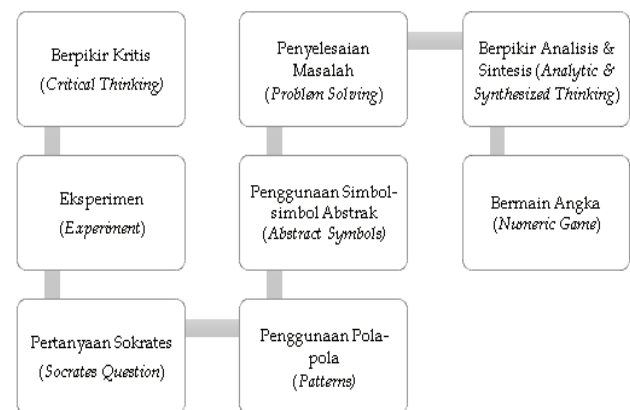 Berpikir Kritis
(Critical Thinking)
Eksperimen
(Experiment)
Pertanyaan Sokrates
(Socrates Question)
Penggunaan Pola-
pola
(Patterns)
Penggunaan Simbol-
simbol Abstrak
(Abstract Symbols)
Penyelesaian
Masalah
(Problem Solving)
Berpikir Analisis &
Sintesis (Analytic &
Synthesized Thinking)
Bermain Angka
(Numeric Game)